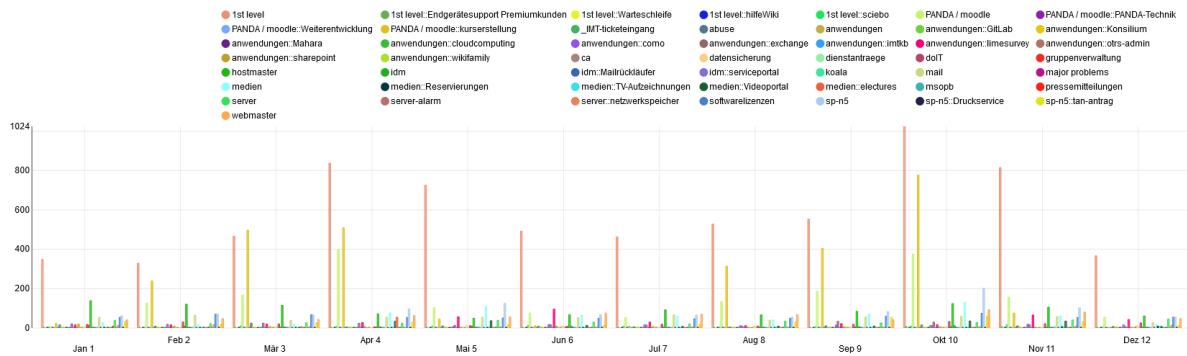 1st level 1st level::Endgerätesupport Premiumkunden 1st level::Warteschleife 1st level::hilfeWiki 1st level::sciebo PANDA / moodle PANDA / moodle::PANDA-Technik
PANDA / moodle::Weiterentwicklung PANDA / moodle::kurserstellung _IMT-ticketeingang abuse anwendungen anwendungen::GitLab anwendungen::Konsilium
anwendungen::Mahara anwendungen::cloudcomputing anwendungen::como anwendungen::exchange anwendungen::imtkb anwendungen::limesurvey anwendungen::otrs-admin
anwendungen::sharepoint anwendungen::wikifamily ca datensicherung dienstantraege doIT gruppenverwaltung
hostmaster idm idm::Mailrückläufer idm::serviceportal koala mail major problems
medien medien::Reservierungen medien::TV-Aufzeichnungen medien::Videoportal medien::electures msopb pressemitteilungen
server server-alarm server::netzwerkspeicher softwarelizenzen sp-n5 sp-n5::Druckservice sp-n5::tan-antrag
webmaster
1024
800
600
400
200
0
Jan 1 Feb 2 Mär 3 Apr 4 Mai 5 Jun 6 Jul 7 Aug 8 Sep 9 Okt 10 Nov 11 Dez 12